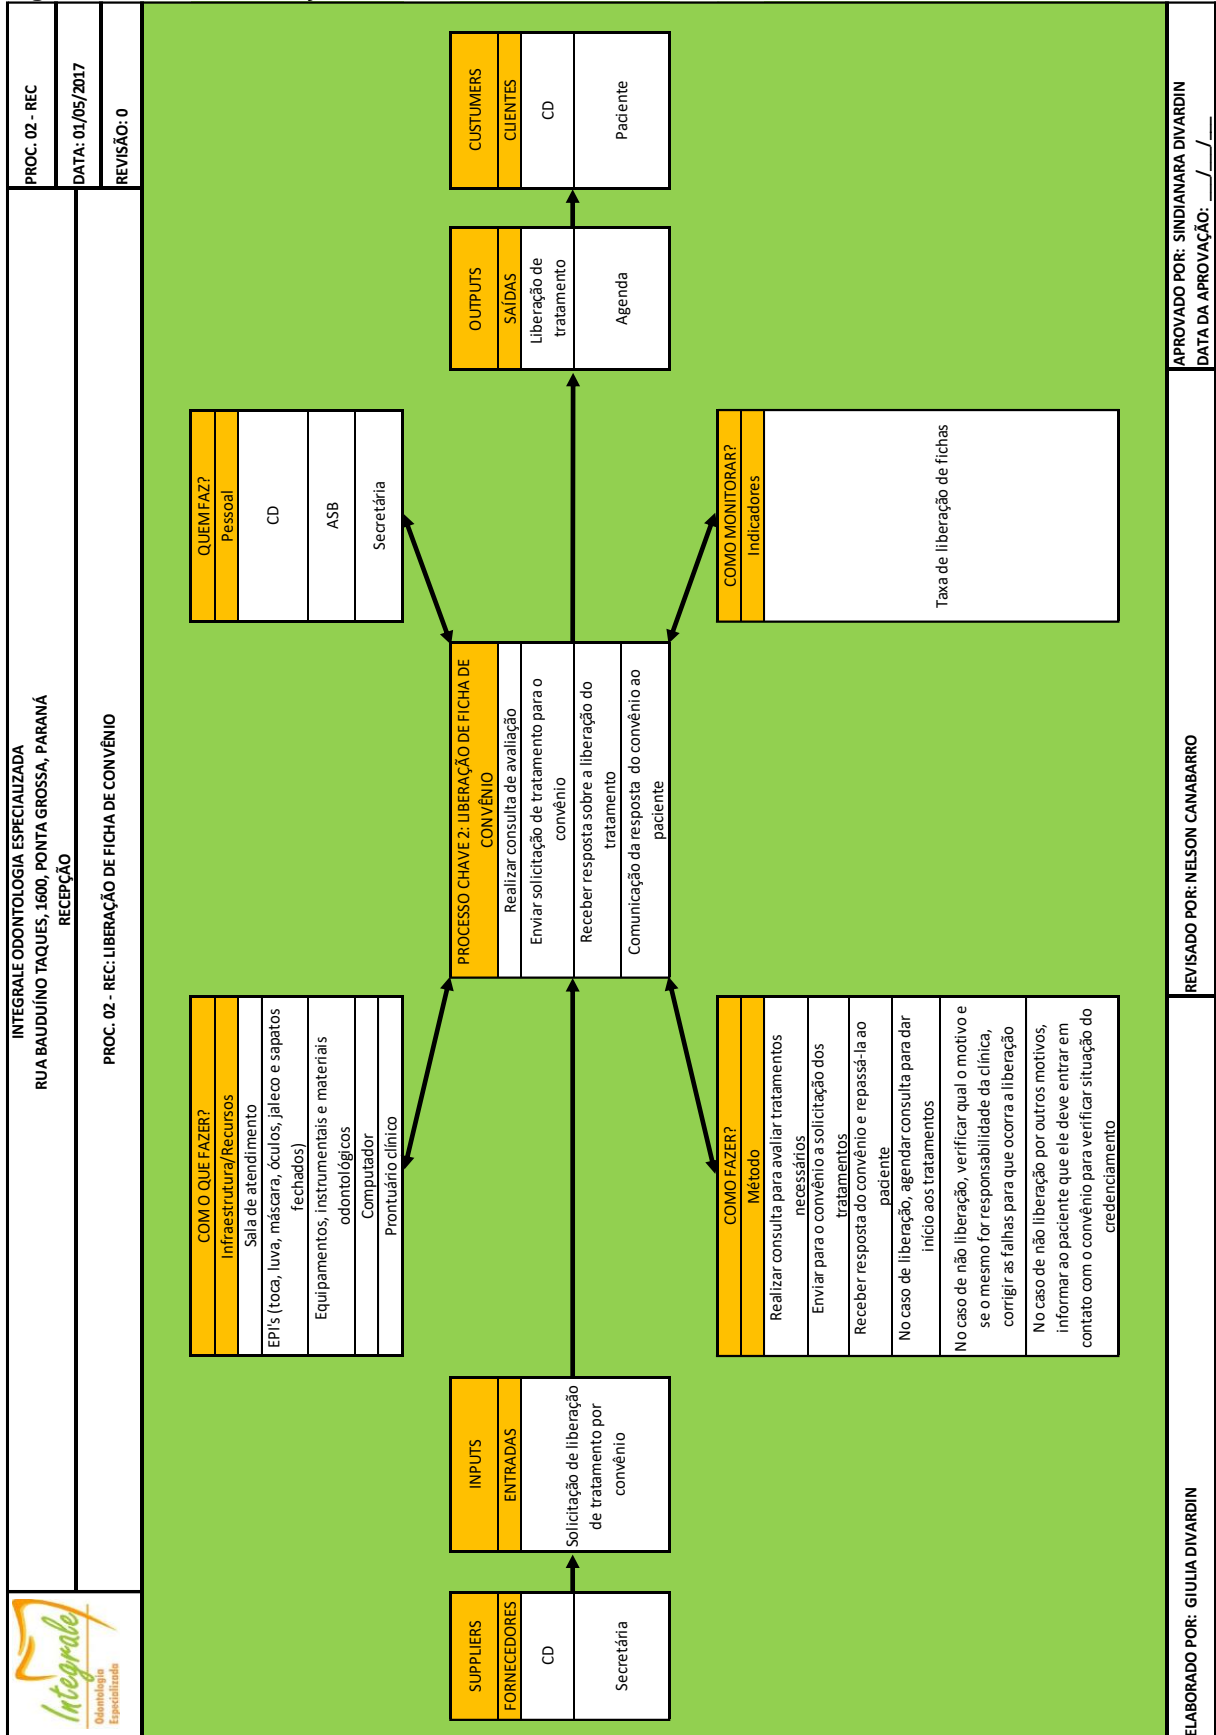 Integrale
Odontologia
Especializada
INTEGRALE ODONTOLOGIA ESPECIALIZADA
RUA BAUDUÍNO TAQUES, 1600, PONTA GROSSA, PARANÁ
RECEPÇÃO
PROC. 02 - REC: LIBERAÇÃO DE FICHA DE CONVÊNIO
PROC. 02 - REC
DATA: 01/05/2017
REVISÃO: 0
COM O QUE FAZER?
Infraestrutura/Recursos
Sala de atendimento
EPI's (toca, luva, máscara, óculos, jaleco e sapatos
fechados)
Equipamentos, instrumentais e materiais
odontológicos
Computador
Prontuário clínico
QUEM FAZ?
Pessoal
CD
ASB
Secretária
SUPPLIERS
FORNECEDORES
CD
Secretária
INPUTS
ENTRADAS
Solicitação de liberação
de tratamento por
convênio
PROCESSO CHAVE 2: LIBERAÇÃO DE FICHA DE
CONVÊNIO
Realizar consulta de avaliação
Enviar solicitação de tratamento para o
convênio
Receber resposta sobre a liberação do
tratamento
Comunicação da resposta do convênio ao
paciente
OUTPUTS
SAÍDAS
Liberação de
tratamento
Agenda
CUSTUMERS
CLIENTES
CD
Paciente
COMO FAZER?
Método
Realizar consulta para avaliar tratamentos
necessários
Enviar para o convênio a solicitação dos
tratamentos
Receber resposta do convênio e repassá-la ao
paciente
No caso de liberação, agendar consulta para dar
início aos tratamentos
No caso de não liberação, verificar qual o motivo e
se o mesmo for responsabilidade da clínica,
corrigir as falhas para que ocorra a liberação
No caso de não liberação por outros motivos,
informar ao paciente que ele deve entrar em
contato com o convênio para verificar situação do
credenciamento
COMO MONITORAR?
Indicadores
Taxa de liberação de fichas
ELABORADO POR: GIULIA DIVARDIN
REVISADO POR: NELSON CANABARRO
APROVADO POR: SINDIANARA DIVARDIN
DATA DA APROVAÇÃO: __/__/__